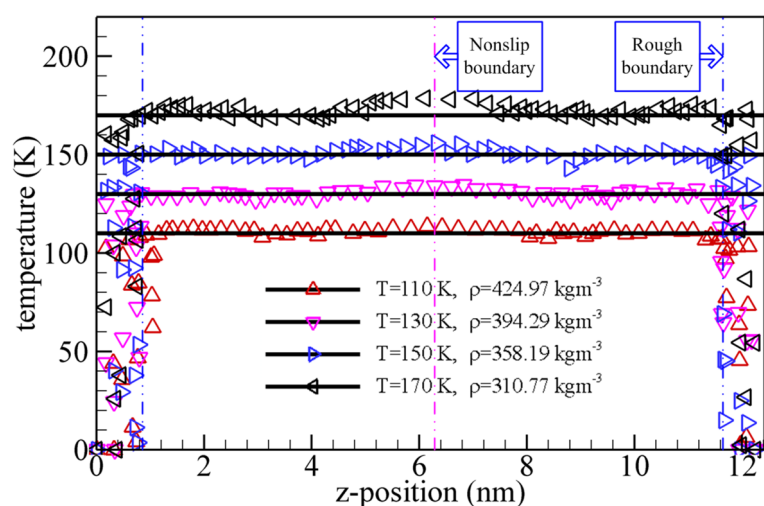 200
150
100
50
0
temperature (K)
Nonslip
boundary
Rough
boundary
T=110 K, ρ=424.97 kgm-3
T=130 K, ρ=394.29 kgm-3
T=150 K, ρ=358.19 kgm-3
T=170 K, ρ=310.77 kgm-3
0 2 4 6 8 10 12
z-position (nm)